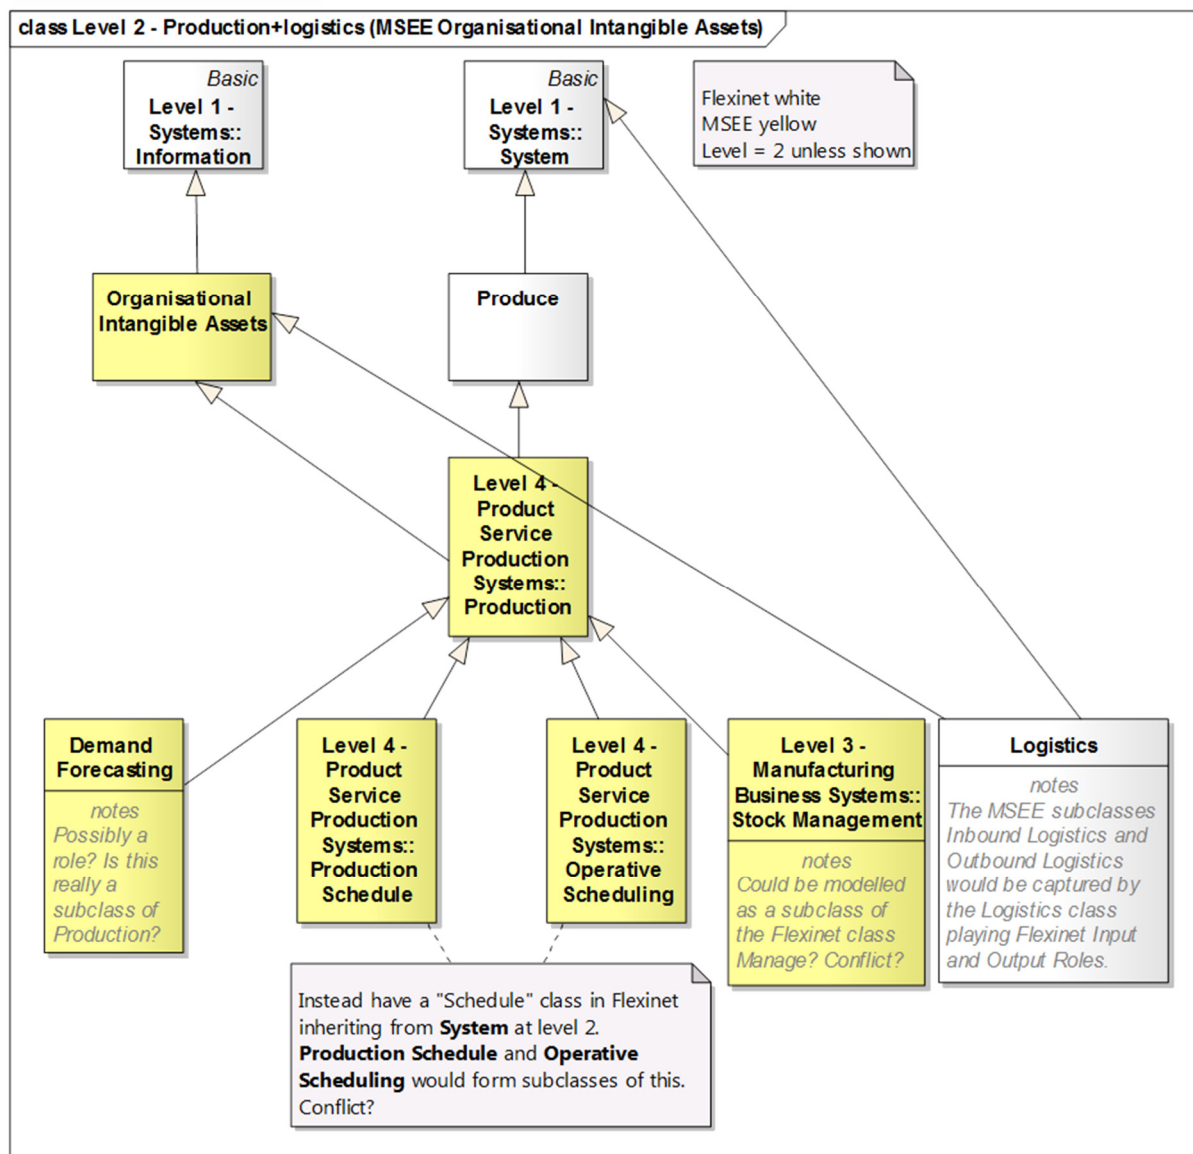 class Level 2 - Production+logistics (MSEE Organisational Intangible Assets)
Basic
Level 1 -
Systems::
Information
Basic
Level 1 -
Systems::
System
Flexinet white
MSEE yellow
Level = 2 unless shown
Organisational
Intangible Assets
Produce
Level 4 -
Product
Service
Production
Systems::
Production
Demand
Forecasting
notes
Possibly a
role? Is this
really a
subclass of
Production?
Level 4 -
Product
Service
Production
Systems::
Production
Schedule
Level 4 -
Product
Service
Production
Systems::
Operative
Scheduling
Level 3 -
Manufacturing
Business Systems::
Stock Management
notes
Could be modelled
as a subclass of
the Flexinet class
Manage? Conflict?
Logistics
notes
The MSEE subclasses
Inbound Logistics and
Outbound Logistics
would be captured by
the Logistics class
playing Flexinet Input
and Output Roles.
Instead have a "Schedule" class in Flexinet
inheriting from System at level 2.
Production Schedule and Operative
Scheduling would form subclasses of this.
Conflict?